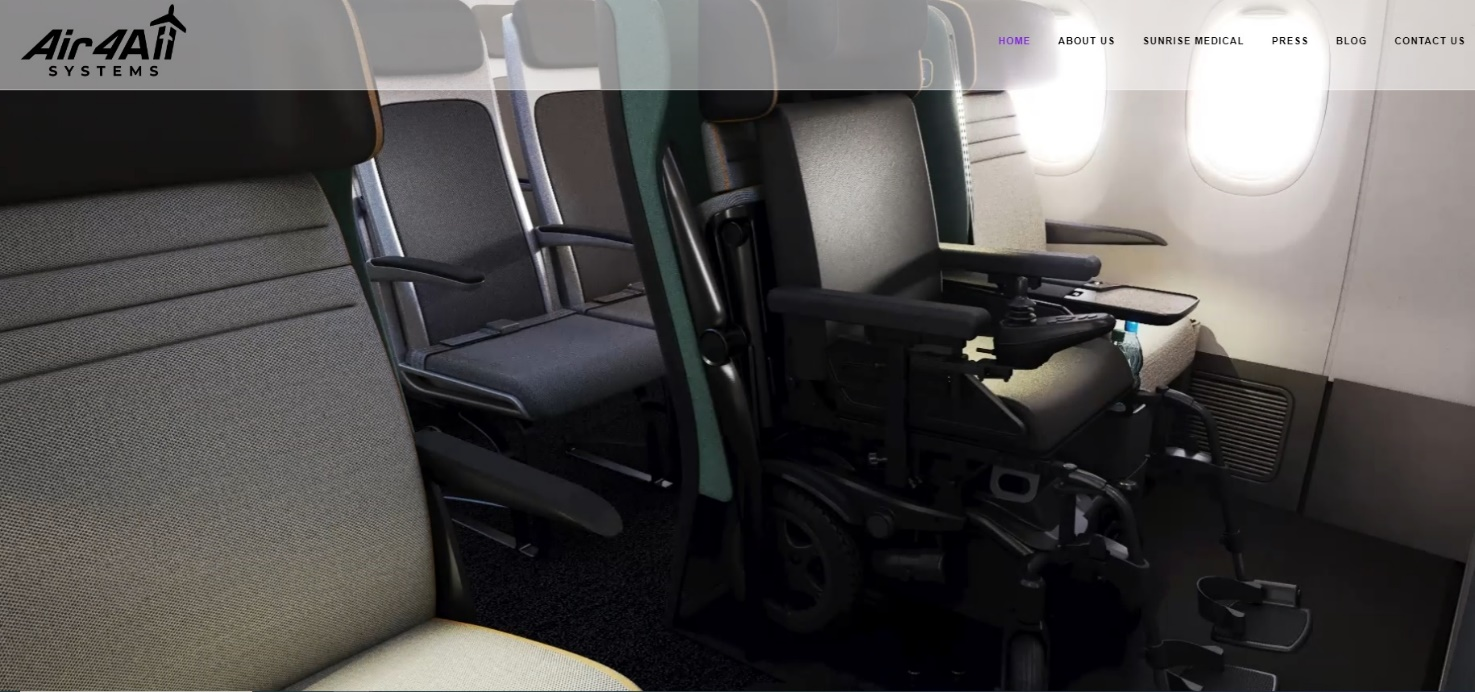 Air4All
SYSTEMS
HOME ABOUT US SUNRISE MEDICAL PRESS BLOG CONTACT US